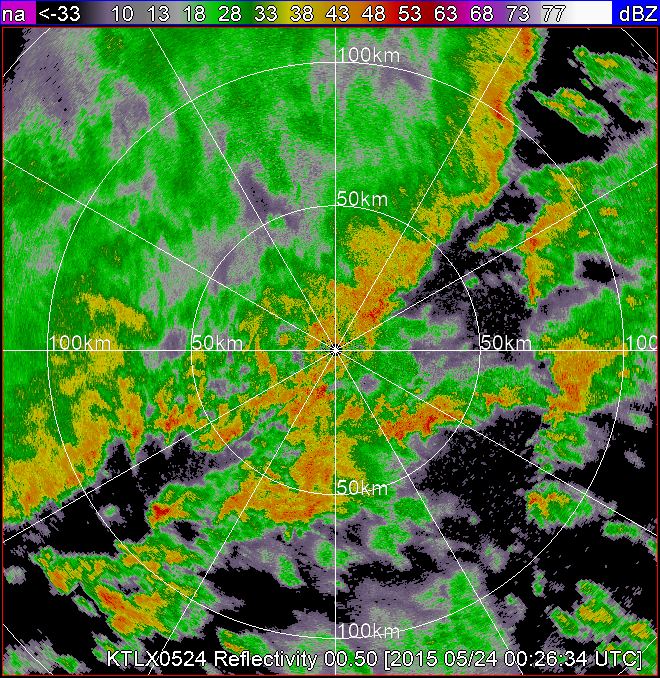 na <-33 10 13 18 28 33 38 43 48 53 63 68 73 77 dBZ
100km
50km
100km 50km 50km 100
50km
100km
KTLX0524 Reflectivity 00.50 [2015 05/24 00:26:34 UTC]